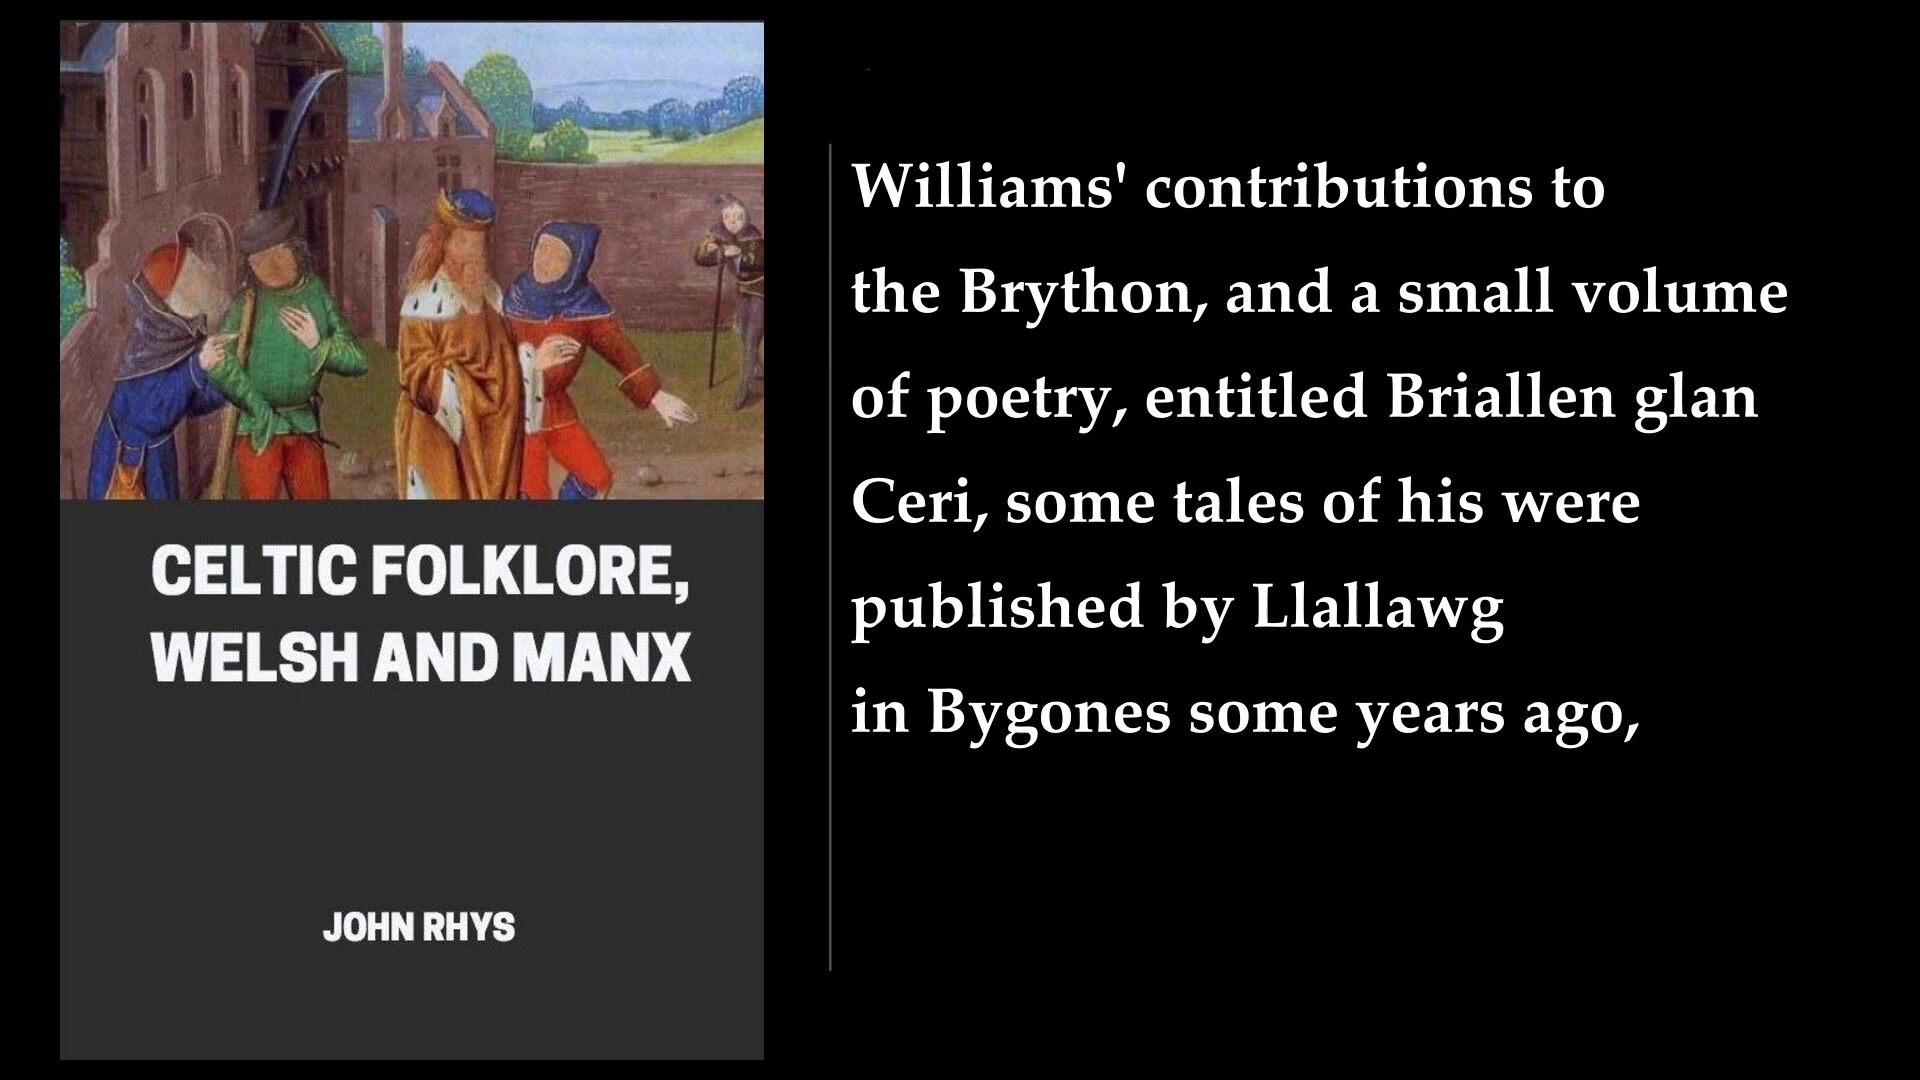 CELTIC FOLKLORE,
WELSH AND MANX
JOHN RHYS
Williams' contributions to
the Brython, and a small volume
of poetry, entitled Briallen glan
Ceri, some tales of his were
published by Llallawg
in Bygones some years ago,